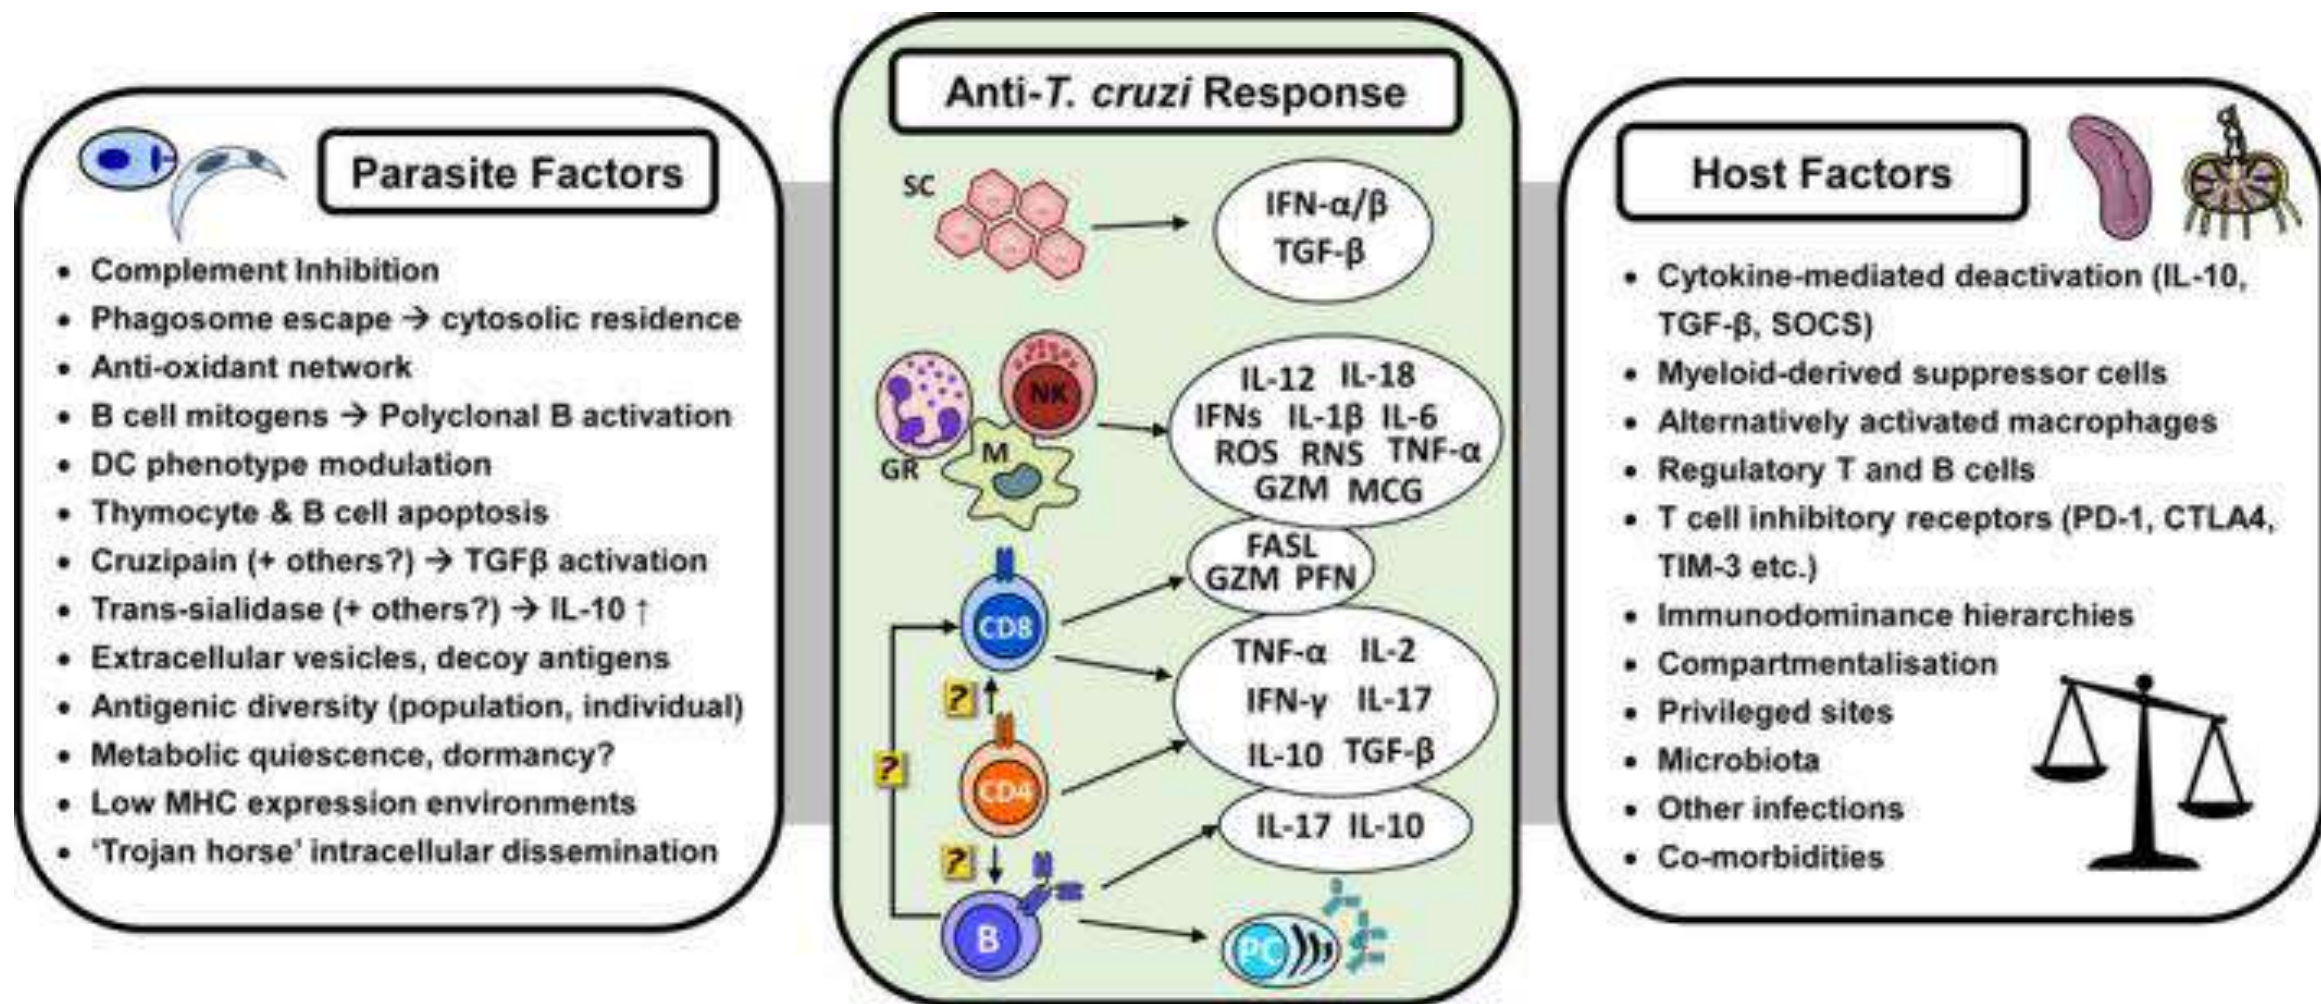 Parasite Factors
• Complement Inhibition
• Phagosome escape → cytosolic residence
• Anti-oxidant network
• B cell mitogens → Polyclonal B activation
• DC phenotype modulation
• Thymocyte & B cell apoptosis
• Cruzipain (+ others?) → TGFβ activation
• Trans-sialidase (+ others?) → IL-10 ↑
• Extracellular vesicles, decoy antigens
• Antigenic diversity (population, individual)
• Metabolic quiescence, dormancy?
• Low MHC expression environments
• ‘Trojan horse’ intracellular dissemination
Anti-T. cruzi Response
SC
IFN-α/β
TGF-β
NK
GR
M
IL-12 IL-18
IFNs IL-1β IL-6
ROS RNS TNF-α
GZM MCG
CD8
FASL
GZM PFN
?
CD4
TNF-α IL-2
IFN-γ IL-17
IL-10 TGF-β
?
?
B
IL-17 IL-10
PC
Host Factors
• Cytokine-mediated deactivation (IL-10,
TGF-β, SOCS)
• Myeloid-derived suppressor cells
• Alternatively activated macrophages
• Regulatory T and B cells
• T cell inhibitory receptors (PD-1, CTLA4,
TIM-3 etc.)
• Immunodominance hierarchies
• Compartmentalisation
• Privileged sites
• Microbiota
• Other infections
• Co-morbidities